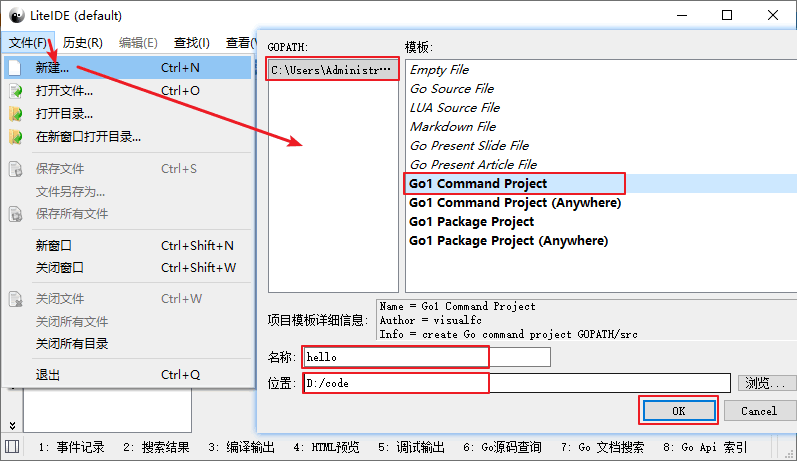 LiteIDE (default)
文件(F) 历史(R) 编辑(E) 查找(I) 查看(
新建... Ctrl+N
打开文件... Ctrl+O
打开目录...
在新窗口打开目录...
保存文件 Ctrl+S
文件另存为...
保存所有文件
新窗口 Ctrl+Shift+N
关闭窗口 Ctrl+Shift+W
关闭文件 Ctrl+W
关闭所有文件
关闭所有目录
退出 Ctrl+Q
GOPATH:
C:\Users\Administr...
模板:
Empty File
Go Source File
LUA Source File
Markdown File
Go Present Slide File
Go Present Article File
Go1 Command Project
Go1 Command Project (Anywhere)
Go1 Package Project
Go1 Package Project (Anywhere)
项目模板详细信息:
Name = Go1 Command Project
Author = visualfc
Info = create Go command project GOPATH/src
名称: hello
位置: D:/code 浏览...
OK Cancel
1: 事件记录 2: 搜索结果 3: 编译输出 4: HTML预览 5: 调试输出 6: Go源码查询 7: Go 文档搜索 8: Go Api 索引